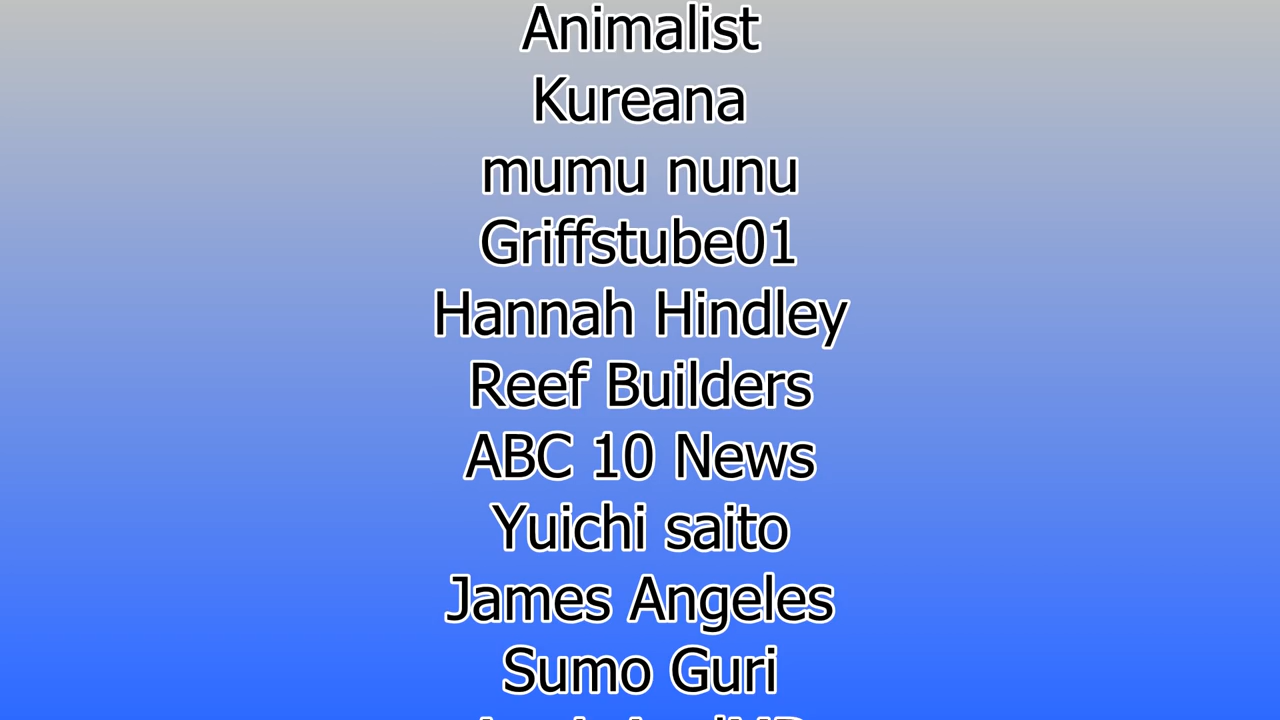 Animalist
Kureana
mumu nunu
Griffstube01
Hannah Hindley
Reef Builders
ABC 10 News
Yuichi saito
James Angeles
Sumo Guri